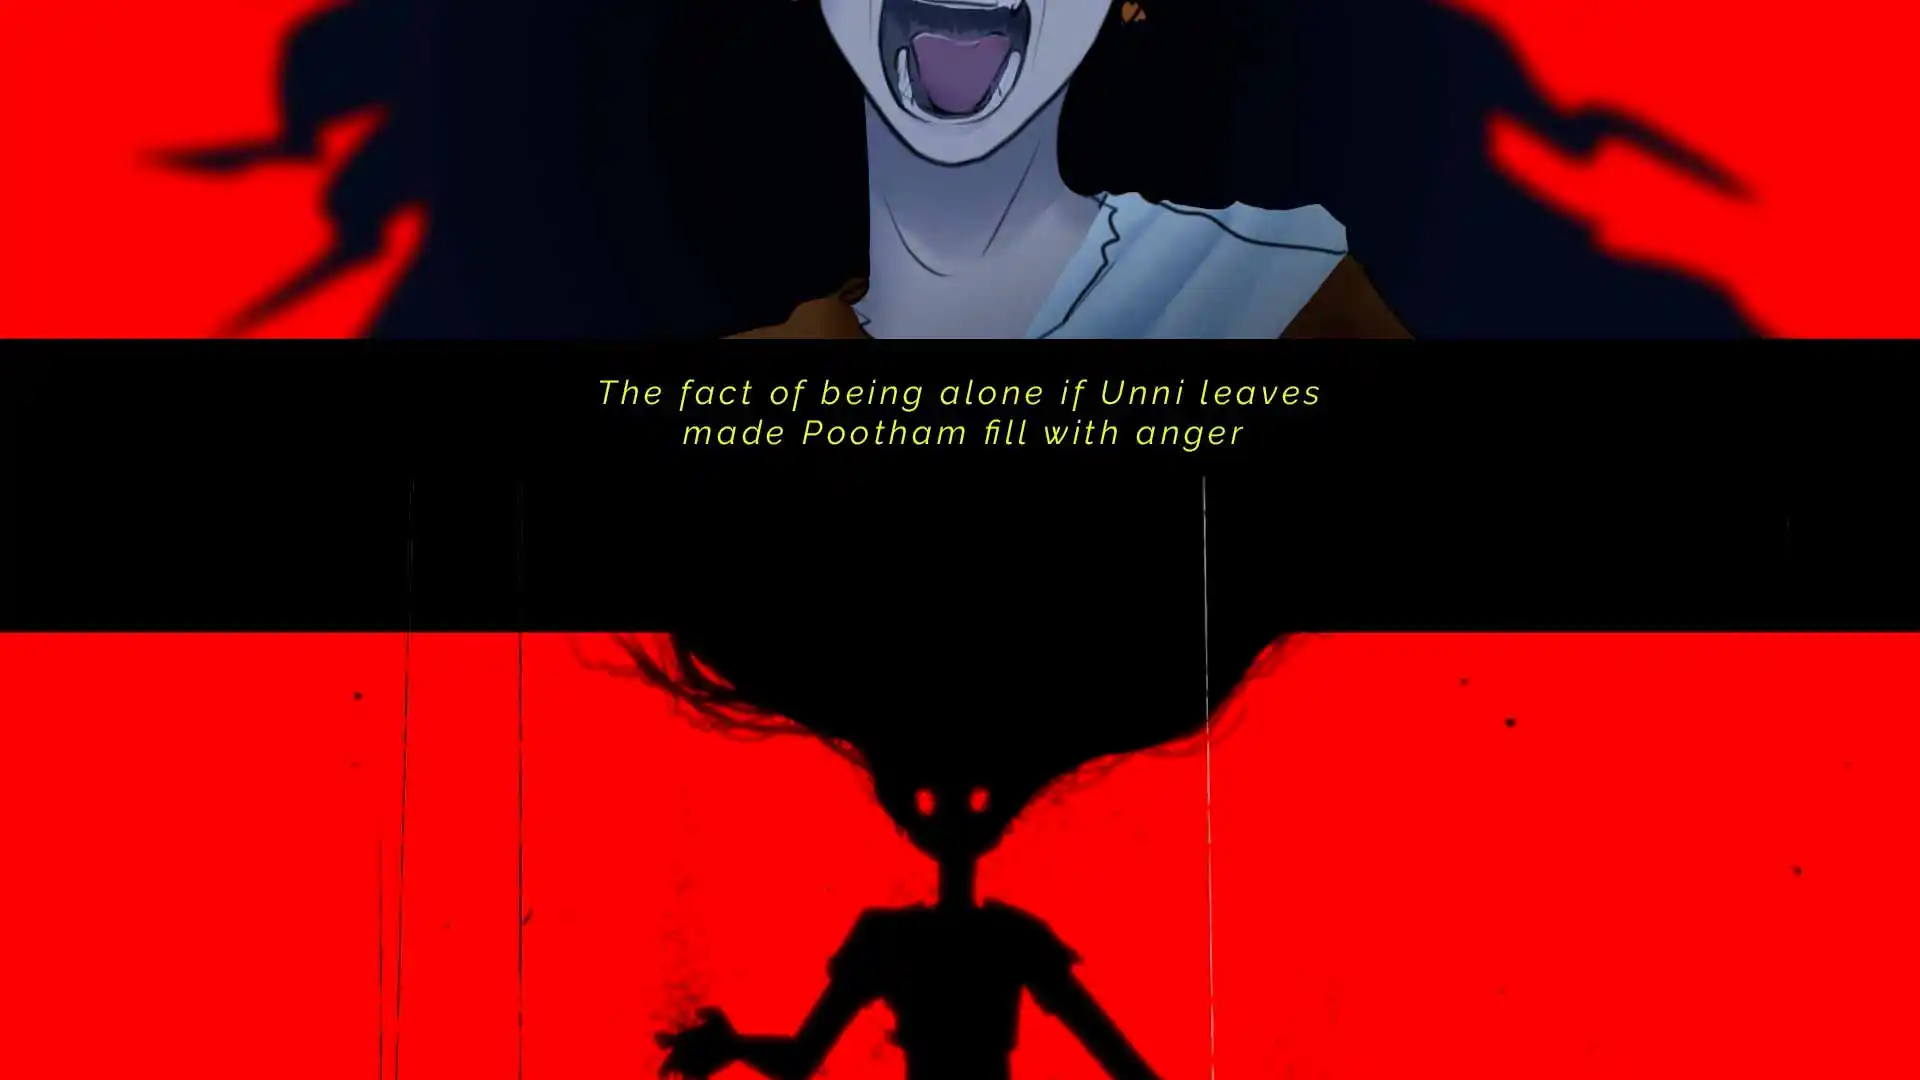 The fact of being alone if Unni leaves
made Pootham fill with anger